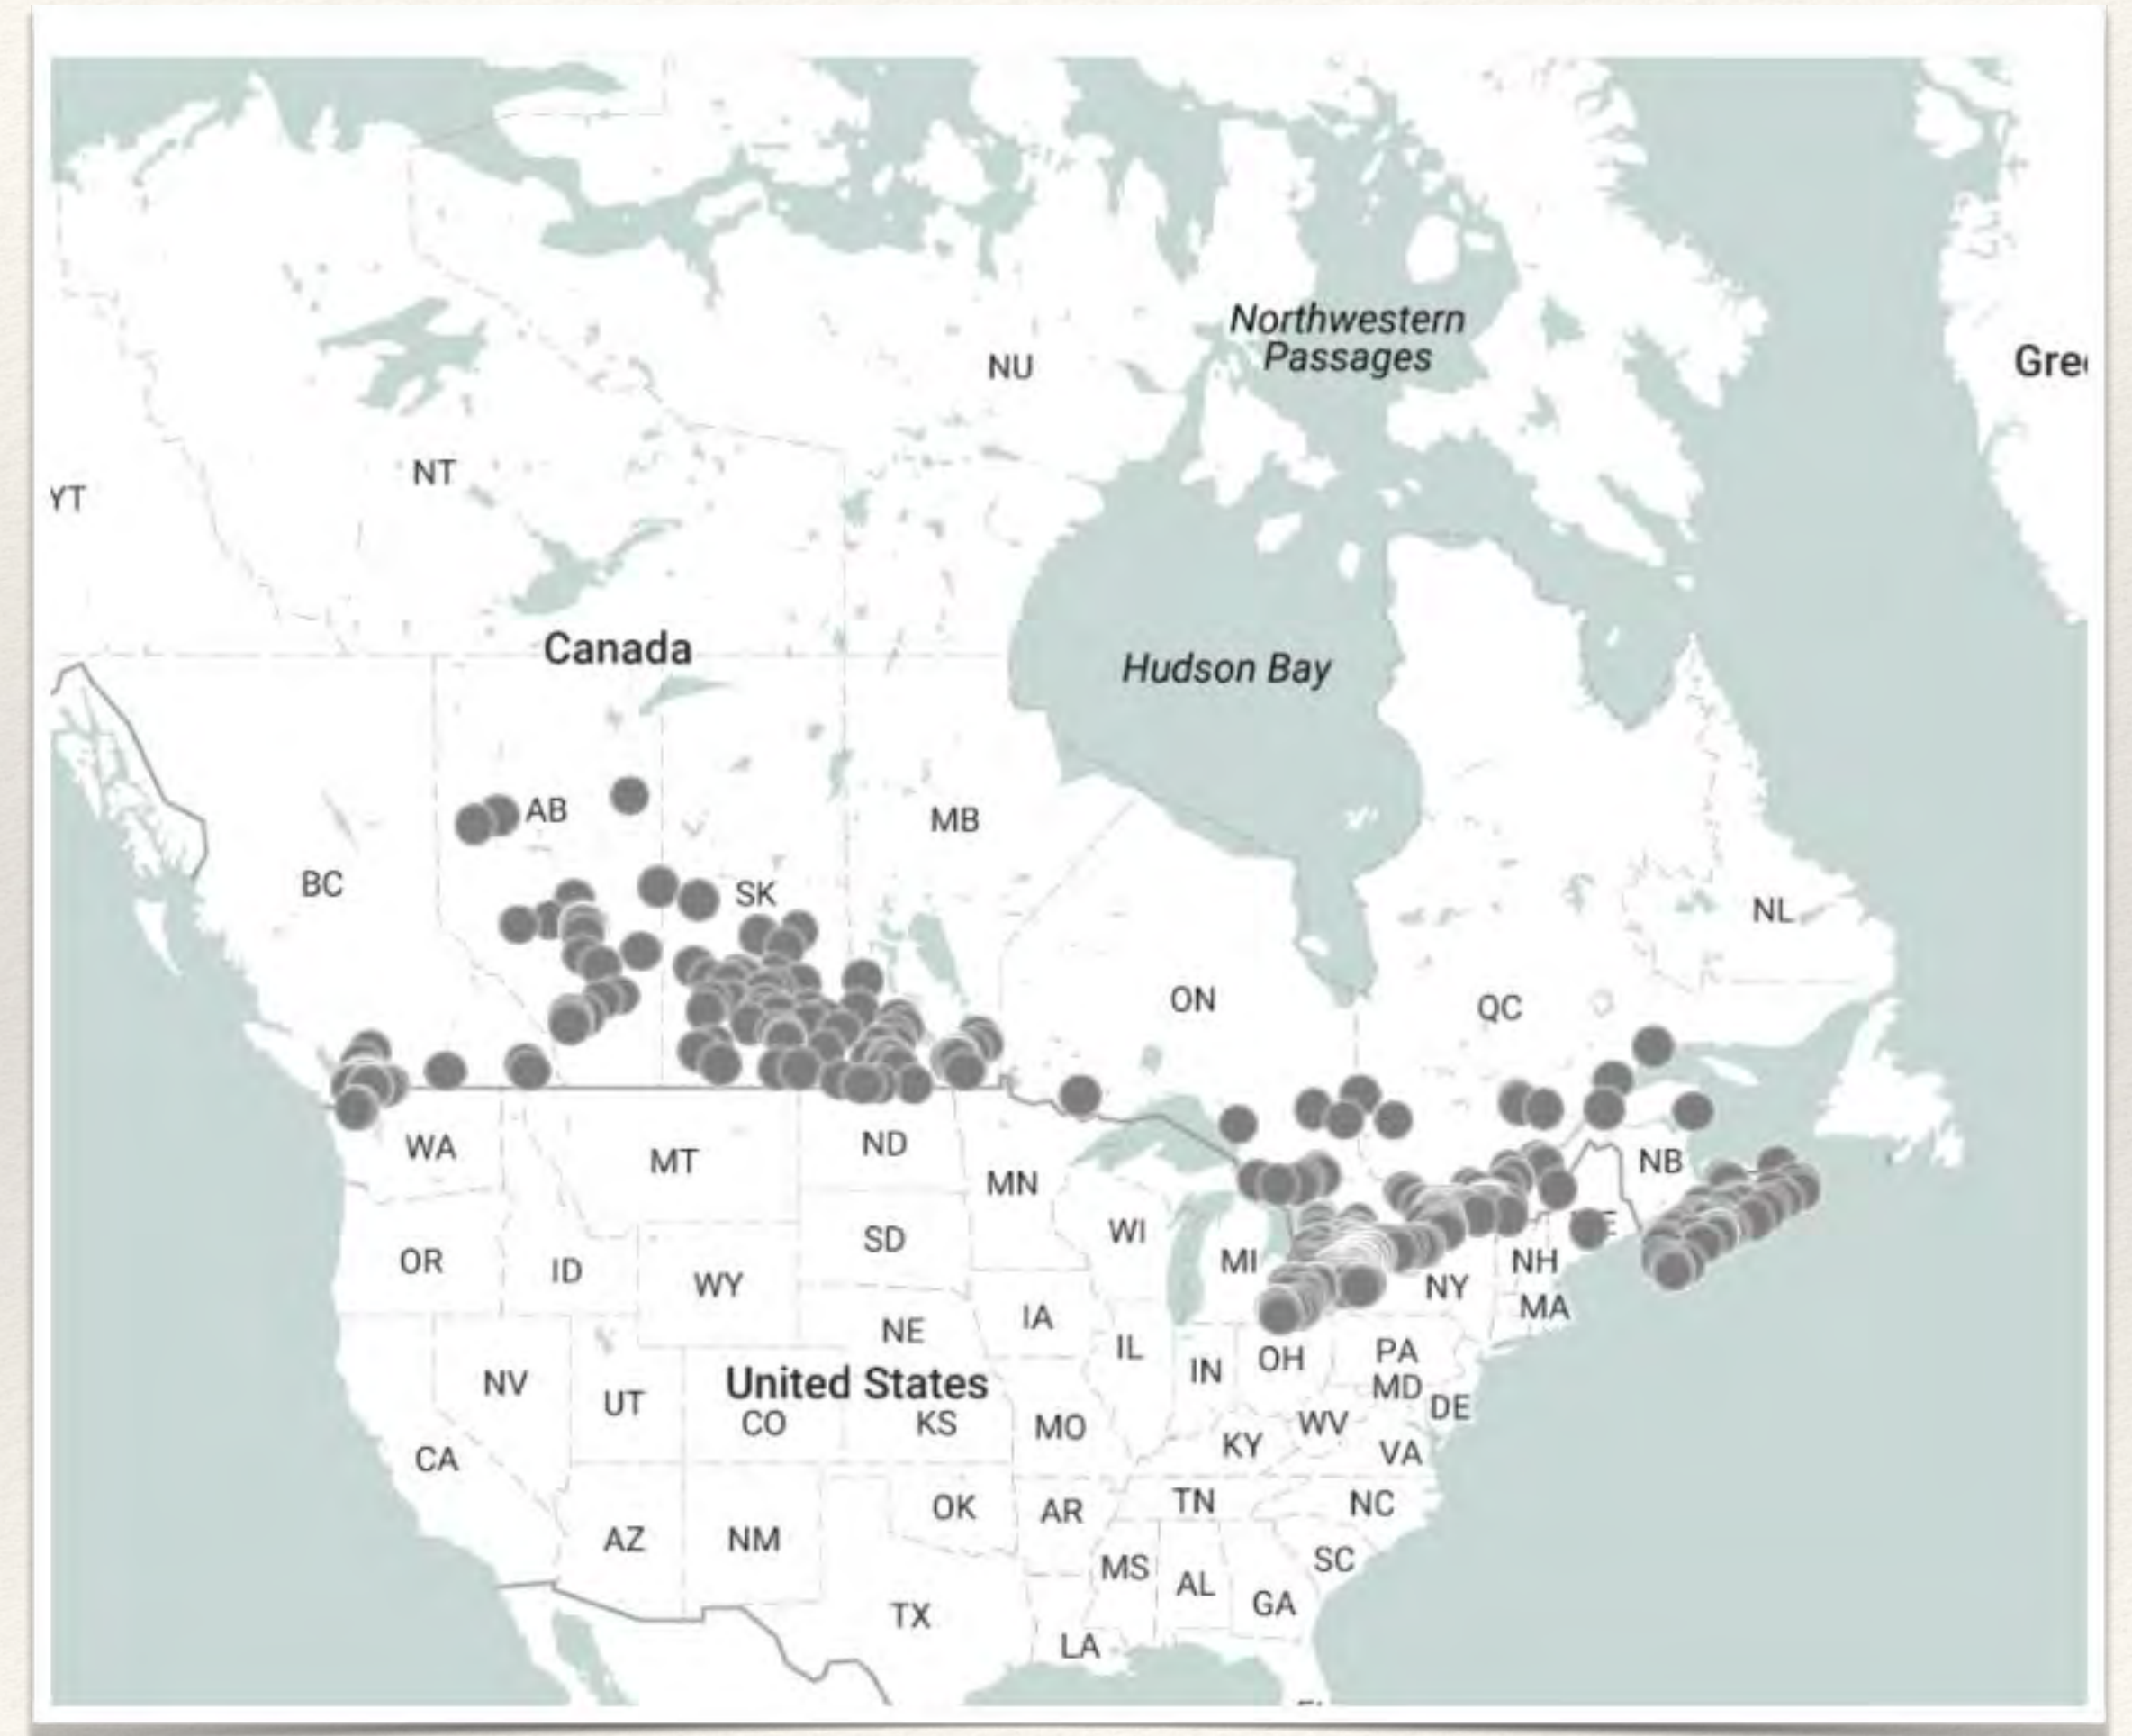 Northwestern
Passages
Gre
NU
NT
YT
Canada
Hudson Bay
AB
MB
BC
SK
NL
ON
QC
WA
MT
ND
MN
NB
WI
OR
ID
SD
MI
NH
WY
NY
MA
NE
IA
IL
IN
OH
PA
MD
DE
NV
UT
United States
CO
KS
MO
WV
KY
VA
CA
TN
NC
OK
AR
AZ
NM
SC
MS
AL
GA
TX
LA